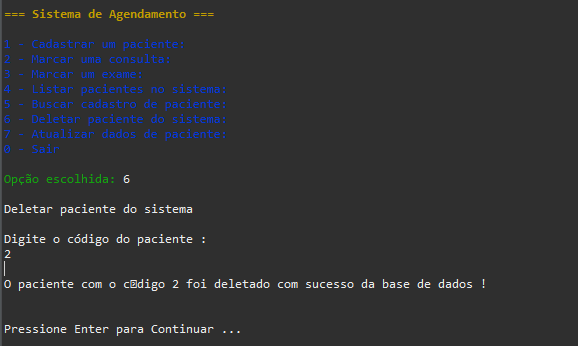 === Sistema de Agendamento ===
1 - Cadastrar um paciente:
2 - Marcar uma consulta:
3 - Marcar um exame:
4 - Listar pacientes no sistema:
5 - Buscar cadastro de paciente:
6 - Deletar paciente do sistema:
7 - Atualizar dados de paciente:
0 - Sair
Opção escolhida: 6
Deletar paciente do sistema
Digite o código do paciente :
2
O paciente com o c�digo 2 foi deletado com sucesso da base de dados !
Pressione Enter para Continuar ...